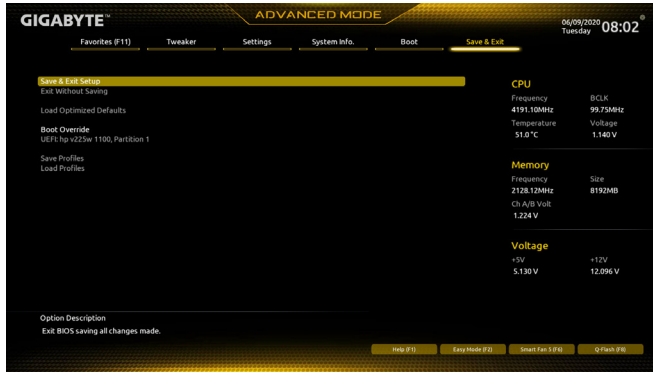 GIGABYTE™
ADVANCED MODE
06/09/2020
Tuesday 08:02
Favorites (F11) Tweaker Settings System Info. Boot Save & Exit
Save & Exit Setup
Exit Without Saving
Load Optimized Defaults
Boot Override
UEFI: hp v225w 1100, Partition 1
Save Profiles
Load Profiles
CPU
Frequency BCLK
4191.10MHz 99.75MHz
Temperature Voltage
51.0 °C 1.140 V
Memory
Frequency Size
2128.12MHz 8192MB
Ch A/B Volt
1.224 V
Voltage
+5V +12V
5.130 V 12.096 V
Option Description
Exit BIOS saving all changes made.
Help (F1) Easy Mode (F2) Smart Fan 5 (F6) Q-Flash (F8)